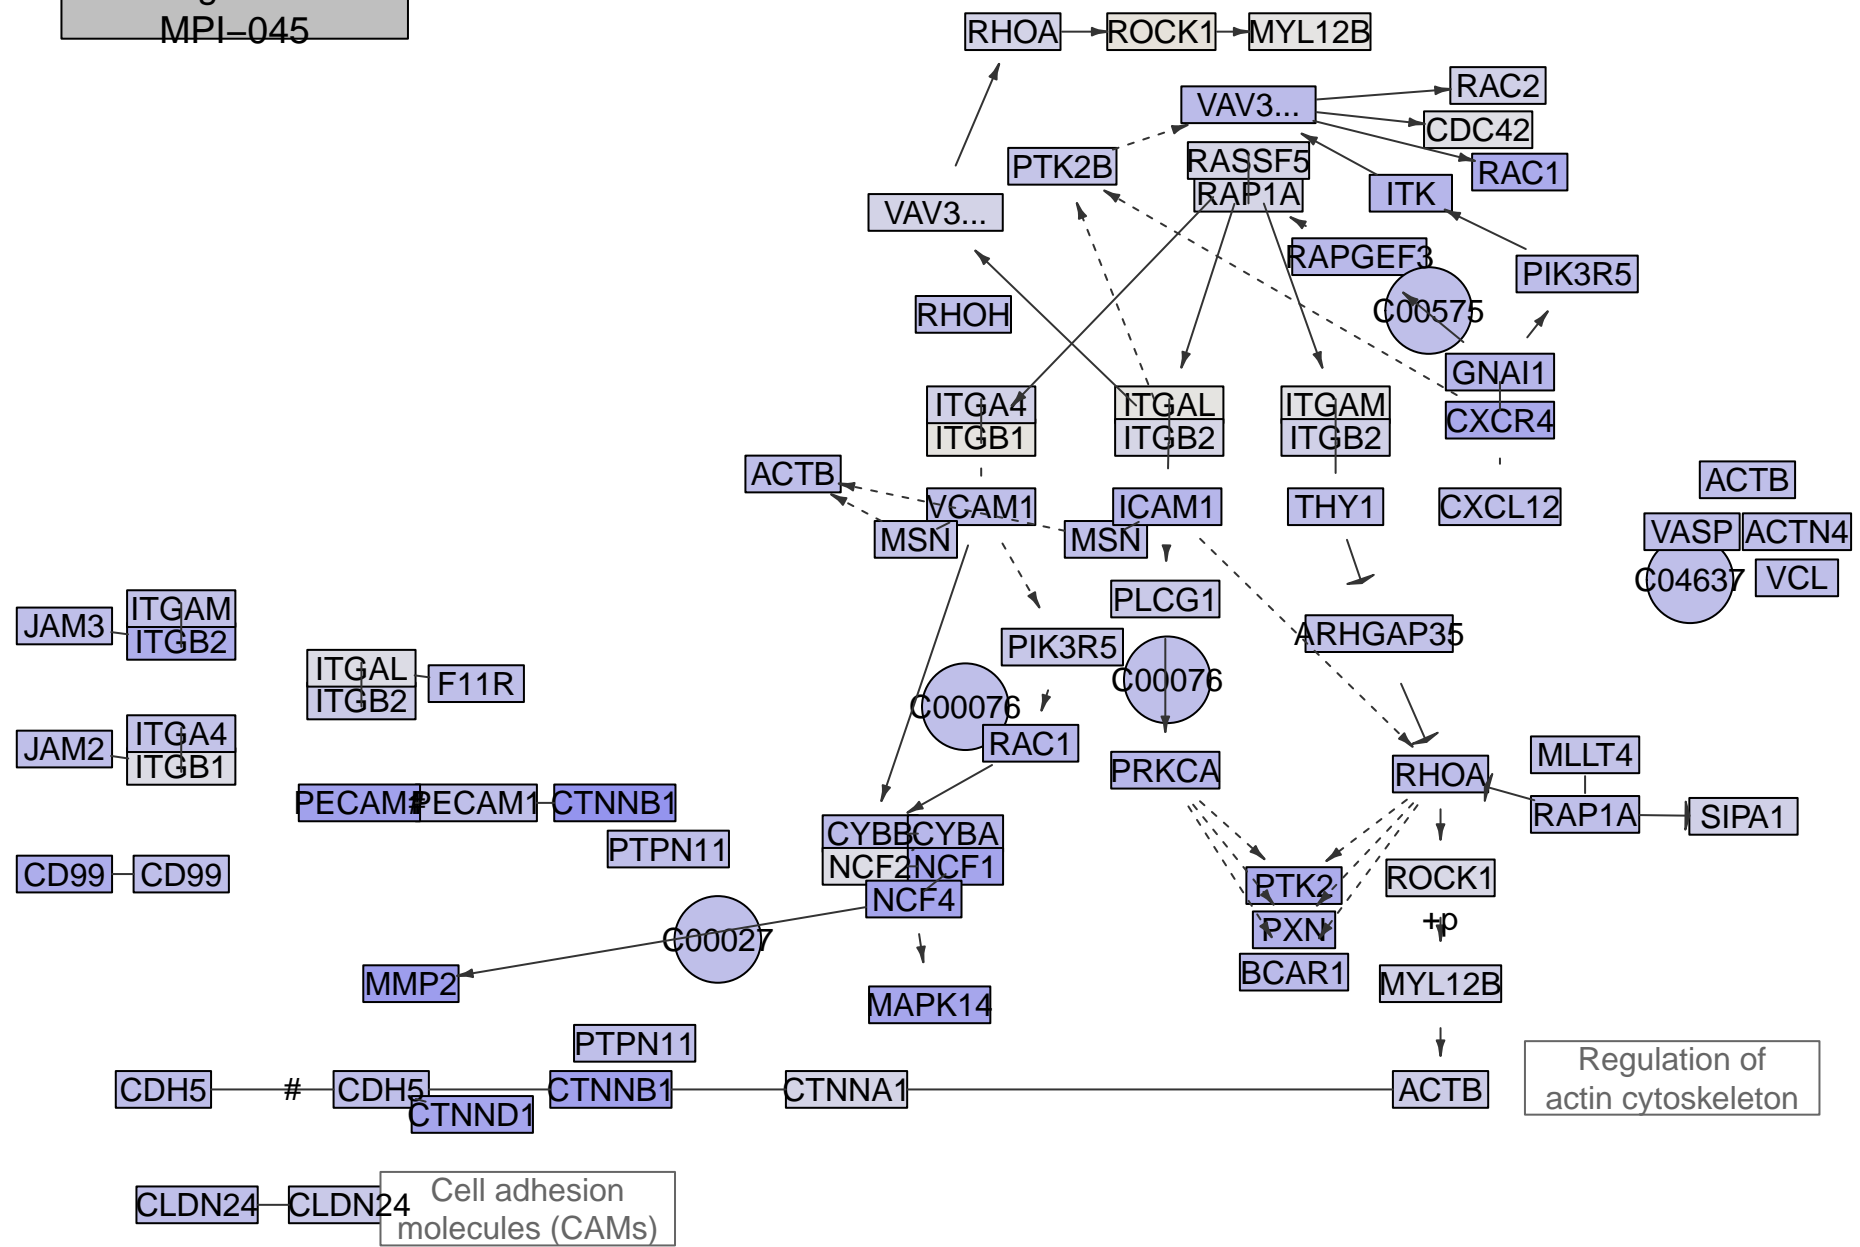 MPI–045
RHOA
ROCK1
MYL12B
RAC2
VAV3...
CDC42
RASSF5
PTK2B
RAC1
RAP1A
ITK
VAV3...
RAPGEF3
PIK3R5
RHOH
C00575
GNAI1
ITGA4
ITGAL
ITGAM
CXCR4
ITGB1
ITGB2
ITGB2
ACTB
ACTB
VCAM1
ICAM1
THY1
CXCL12
MSN
MSN
VASP
ACTN4
C04637
VCL
PLCG1
JAM3
ITGAM
ITGB2
ARHGAP35
PIK3R5
ITGAL
ITGB2
F11R
C00076
C00076
JAM2
ITGA4
ITGB1
RAC1
PRKCA
RHOA
MLLT4
PECAM1
#
PECAM1
CTNNB1
RAP1A
SIPA1
CYBB
CYBA
PTPN11
NCF2
NCF1
CD99
CD99
PTK2
ROCK1
NCF4
+p
PXN
C00027
BCAR1
MMP2
MYL12B
MAPK14
PTPN11
Regulation of
actin cytoskeleton
CDH5
#
CDH5
CTNNB1
CTNNA1
ACTB
CTNND1
CLDN24
CLDN24
Cell adhesion
molecules (CAMs)